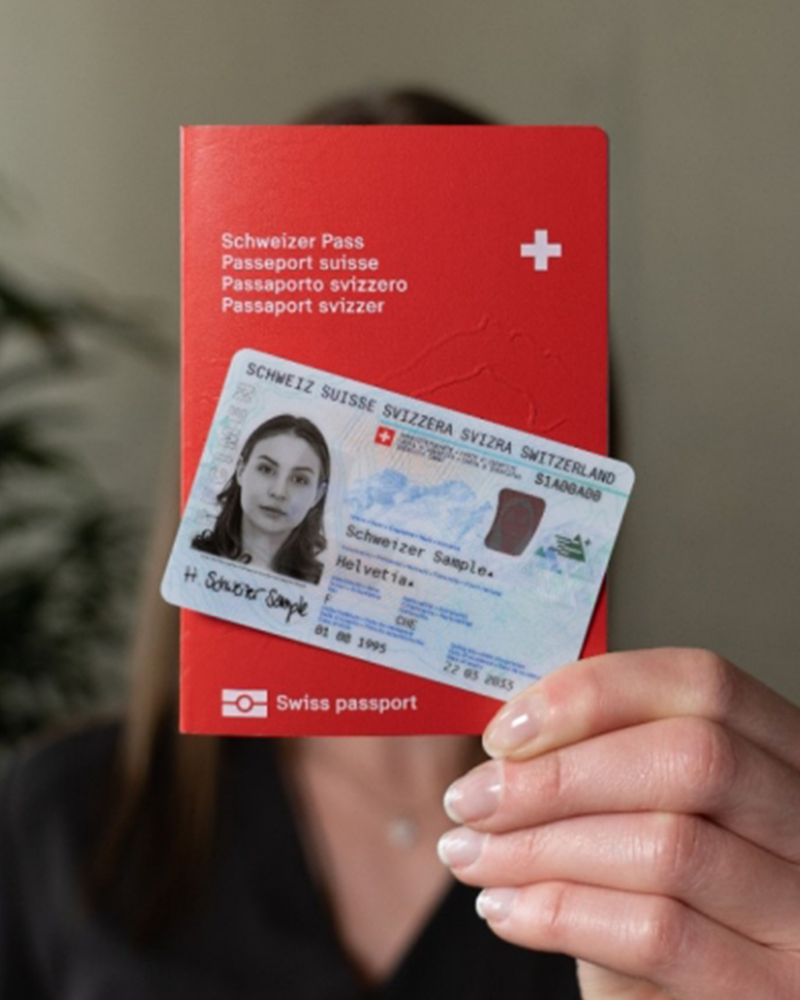 Schweizer Pass
Passeport suisse
Passaporto svizzero
Passaport svizzer
SCHWEIZ SUISSE SVIZZERA SVIZRA SWITZERLAND
S1A00A00
Schweizer Sample
Helvetia
H. Schweizer Sample
F
CHE
01 08 1995
22 03 2033
Swiss passport